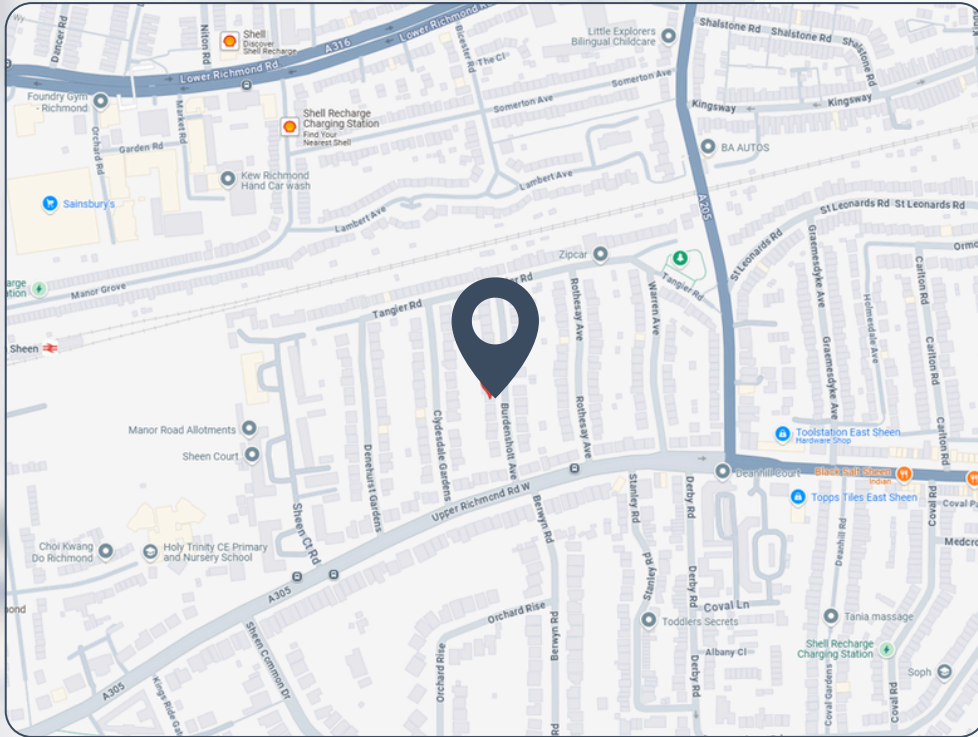 Dancer Rd
Niton Rd
Shell
Discover
Shell Recharge
A316
Lower Richmond Rd
Lower Richmond Rd
Bicester Rd
The Cl
Little Explorers
Bilingual Childcare
Shalstone Rd
Shalstone Rd
Shalstone Rd
Foundry Gym
- Richmond
Market Rd
Orchard Rd
Garden Rd
Shell Recharge
Charging Station
Find Your
Nearest Shell
Somerton Ave
Somerton Ave
Kingsway
Kingsway
BA AUTOS
Kew Richmond
Hand Car wash
Sainsbury's
Lambert Ave
Lambert Ave
A205
St Leonards Rd
St Leonards Rd
St Leonards Rd
Zipcar
Manor Grove
Tangier Rd
Tangier Rd
Sheen
Rothesay Ave
Rothesay Ave
Warren Ave
Graemesdyke Ave
Graemesdyke Ave
Holmesdale Ave
Carlton Rd
Carlton Rd
Carlton Rd
Manor Road Allotments
Sheen Court
Denehurst Gardens
Clydesdale Gardens
Burdenshott Ave
Toolstation East Sheen
Hardware Shop
Deanhill Court
Black Salt Sheen
Indian
Topps Tiles East Sheen
Upper Richmond Rd W
Sheen Ct Rd
Berwyn Rd
Stanley Rd
Derby Rd
Deanhill Rd
Coval Rd
Choi Kwang
Do Richmond
Holy Trinity CE Primary
and Nursery School
A305
Stanley Rd
Derby Rd
Coval Ln
Orchard Rise
Toddlers Secrets
Tania massage
Albany Cl
Shell Recharge
Charging Station
Soph
Sheen Common Dr
Orchard Rise
Berwyn Rd
Derby Rd
Coval Gardens
Coval Rd
A305